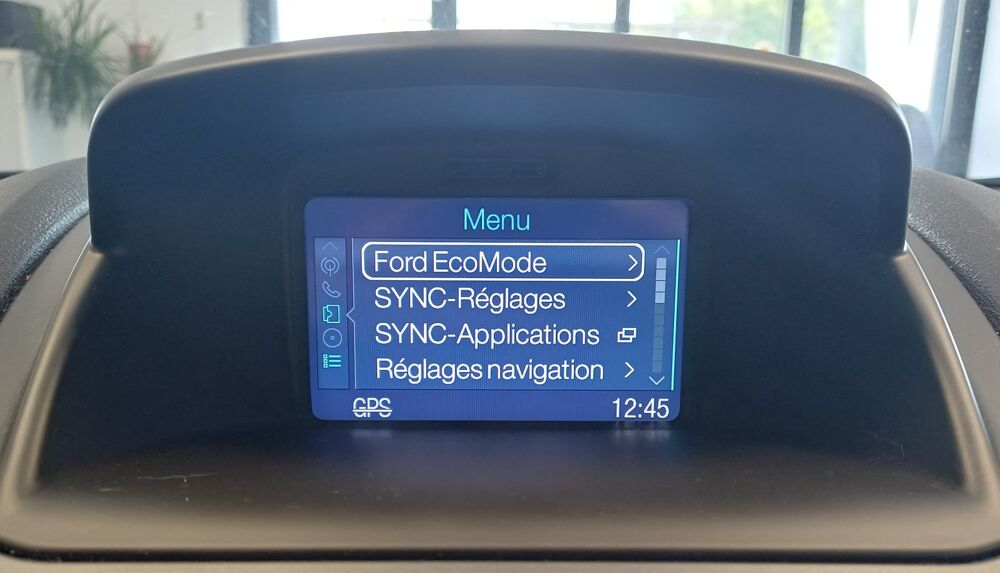 Menu
Ford EcoMode
SYNC-Réglages
SYNC-Applications
Réglages navigation
GPS 12:45